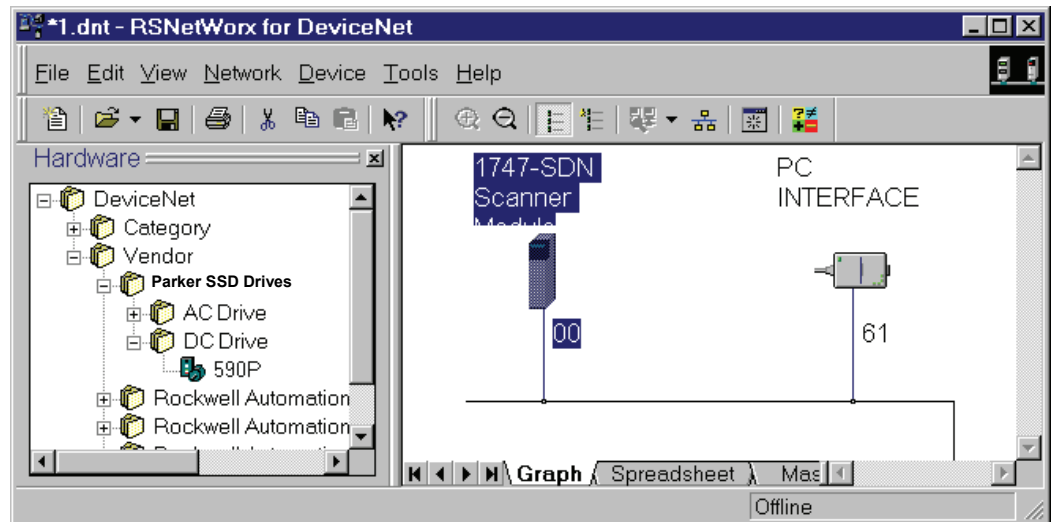 *1.dnt - RSNetWorx for DeviceNet
File Edit View Network Device Tools Help
Hardware
DeviceNet
Category
Vendor
Parker SSD Drives
AC Drive
DC Drive
590P
Rockwell Automation
Rockwell Automation
1747-SDN
Scanner
Module
00
PC
INTERFACE
61
Graph Spreadsheet Mas
Offline